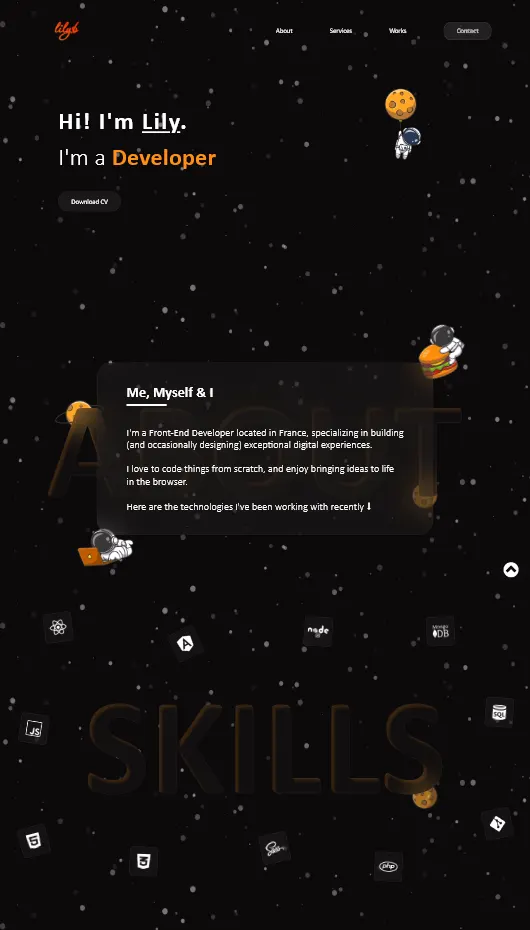 lily
About Services Works Contact
Hi! I'm Lily.
I'm a Developer
Download CV
ABOUT
Me, Myself & I
I'm a Front-End Developer located in France, specializing in building
(and occasionally designing) exceptional digital experiences.
I love to code things from scratch, and enjoy bringing ideas to life
in the browser.
Here are the technologies I've been working with recently ⬇
node
DB
SQL
JS
SKILLS
5
3
Sass
php